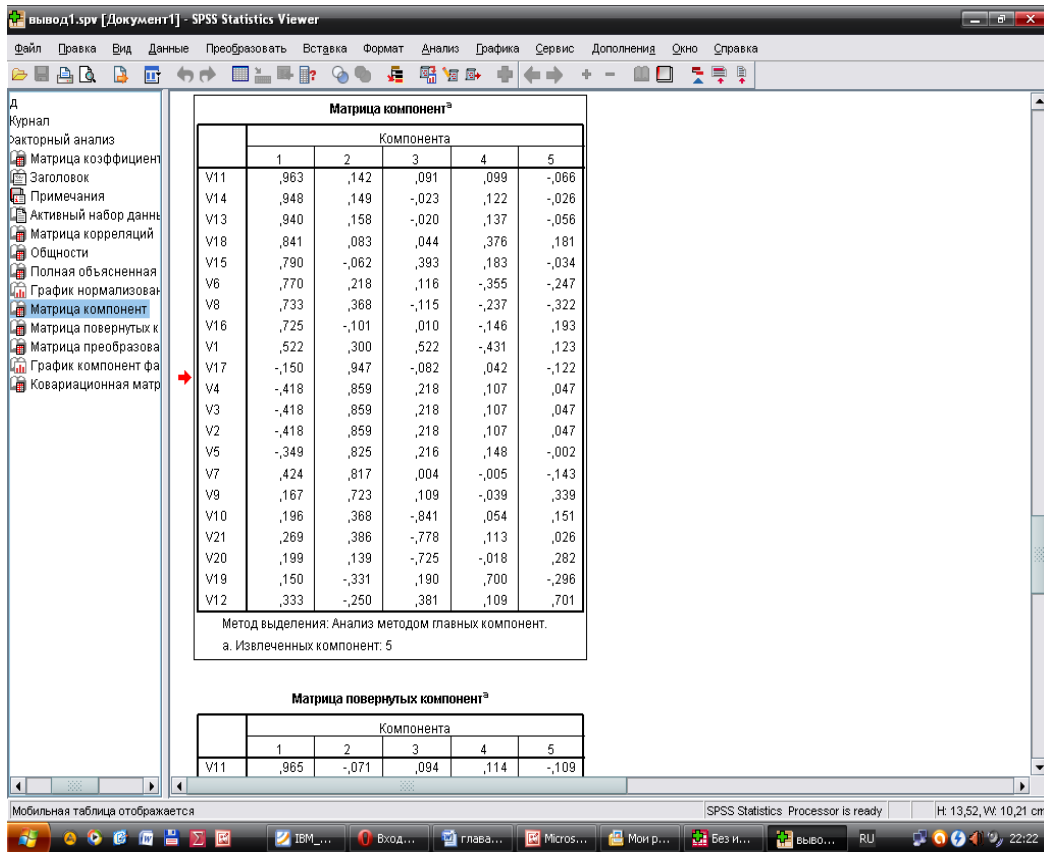 вывод1.spv [Документ1] - SPSS Statistics Viewer
Файл Правка Вид Данные Преобразовать Вставка Формат Анализ Графика Сервис Дополнения Окно Справка
д
Курнал
Факторный анализ
Матрица коэффициент
Заголовок
Примечания
Активный набор даннь
Матрица корреляций
Общности
Полная объясненная
График нормализован
Матрица компонент
Матрица повернутых к
Матрица преобразова
График компонент фа
Ковариационная матр
Матрица компонентᵃ
Компонента
1 2 3 4 5
V11 ,963 ,142 ,091 ,099 -,066
V14 ,948 ,149 -,023 ,122 -,026
V13 ,940 ,158 -,020 ,137 -,056
V18 ,841 ,083 ,044 ,376 ,181
V15 ,790 -,062 ,393 ,183 -,034
V6 ,770 ,218 ,116 -,355 -,247
V8 ,733 ,368 -,115 -,237 -,322
V16 ,725 -,101 ,010 -,146 ,193
V1 ,522 ,300 ,522 -,431 ,123
V17 -,150 ,947 -,082 ,042 -,122
V4 -,418 ,859 ,218 ,107 ,047
V3 -,418 ,859 ,218 ,107 ,047
V2 -,418 ,859 ,218 ,107 ,047
V5 -,349 ,825 ,216 ,148 -,002
V7 ,424 ,817 ,004 -,005 -,143
V9 ,167 ,723 ,109 -,039 ,339
V10 ,196 ,368 -,841 ,054 ,151
V21 ,269 ,386 -,778 ,113 ,026
V20 ,199 ,139 -,725 -,018 ,282
V19 ,150 -,331 ,190 ,700 -,296
V12 ,333 -,250 ,381 ,109 ,701
Метод выделения: Анализ методом главных компонент.
a. Извлеченных компонент: 5
Матрица повернутых компонентᵃ
Компонента
1 2 3 4 5
V11 ,965 -,071 ,094 ,114 -,109
Мобильная таблица отображается
SPSS Statistics Processor is ready
H: 13,52, W: 10,21 cm
IBM_... Вход... глава... Micros... Мои р... Без и... выво... RU 22:22